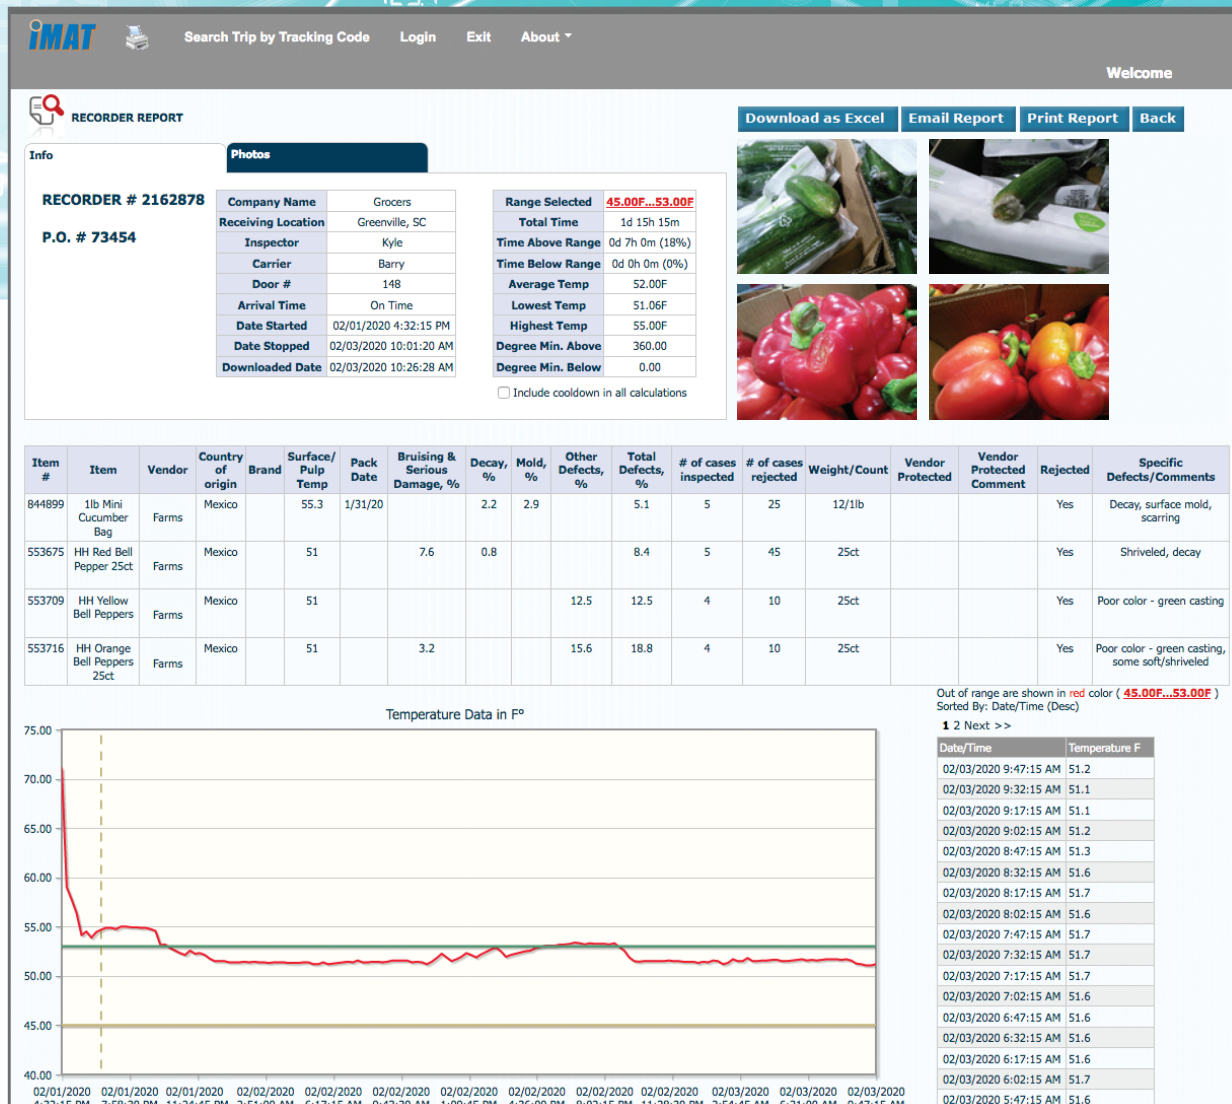 iMAT
Search Trip by Tracking Code Login Exit About
Welcome
RECORDER REPORT
Download as Excel Email Report Print Report Back
Info Photos
RECORDER # 2162878
P.O. # 73454
Company Name Grocers
Receiving Location Greenville, SC
Inspector Kyle
Carrier Barry
Door # 148
Arrival Time On Time
Date Started 02/01/2020 4:32:15 PM
Date Stopped 02/03/2020 10:01:20 AM
Downloaded Date 02/03/2020 10:26:28 AM
Range Selected 45.00F...53.00F
Total Time 1d 15h 15m
Time Above Range 0d 7h 0m (18%)
Time Below Range 0d 0h 0m (0%)
Average Temp 52.00F
Lowest Temp 51.06F
Highest Temp 55.00F
Degree Min. Above 360.00
Degree Min. Below 0.00
Include cooldown in all calculations
Item # Item Vendor Country of origin Brand Surface/ Pulp Temp Pack Date Bruising & Serious Damage, % Decay, % Mold, % Other Defects, % Total Defects, % # of cases inspected # of cases rejected Weight/Count Vendor Protected Vendor Protected Comment Rejected Specific Defects/Comments
844899 1lb Mini Cucumber Bag Farms Mexico 55.3 1/31/20 2.2 2.9 5.1 5 25 12/1lb Yes Decay, surface mold, scarring
553675 HH Red Bell Pepper 25ct Farms Mexico 51 7.6 0.8 8.4 5 45 25ct Yes Shriveled, decay
553709 HH Yellow Bell Peppers Farms Mexico 51 12.5 12.5 4 10 25ct Yes Poor color - green casting
553716 HH Orange Bell Peppers 25ct Farms Mexico 51 3.2 15.6 18.8 4 10 25ct Yes Poor color - green casting, some soft/shriveled
Out of range are shown in red color ( 45.00F...53.00F )
Sorted By: Date/Time (Desc)
1 2 Next >>
Date/Time Temperature F
02/03/2020 9:47:15 AM 51.2
02/03/2020 9:32:15 AM 51.1
02/03/2020 9:17:15 AM 51.1
02/03/2020 9:02:15 AM 51.2
02/03/2020 8:47:15 AM 51.3
02/03/2020 8:32:15 AM 51.6
02/03/2020 8:17:15 AM 51.7
02/03/2020 8:02:15 AM 51.6
02/03/2020 7:47:15 AM 51.7
02/03/2020 7:32:15 AM 51.7
02/03/2020 7:17:15 AM 51.7
02/03/2020 7:02:15 AM 51.6
02/03/2020 6:47:15 AM 51.6
02/03/2020 6:32:15 AM 51.6
02/03/2020 6:17:15 AM 51.6
02/03/2020 6:02:15 AM 51.7
02/03/2020 5:47:15 AM 51.6
Temperature Data in Fº
75.00
70.00
65.00
60.00
55.00
50.00
45.00
40.00
02/01/2020 02/01/2020 02/01/2020 02/02/2020 02/02/2020 02/02/2020 02/02/2020 02/02/2020 02/02/2020 02/02/2020 02/03/2020 02/03/2020 02/03/2020